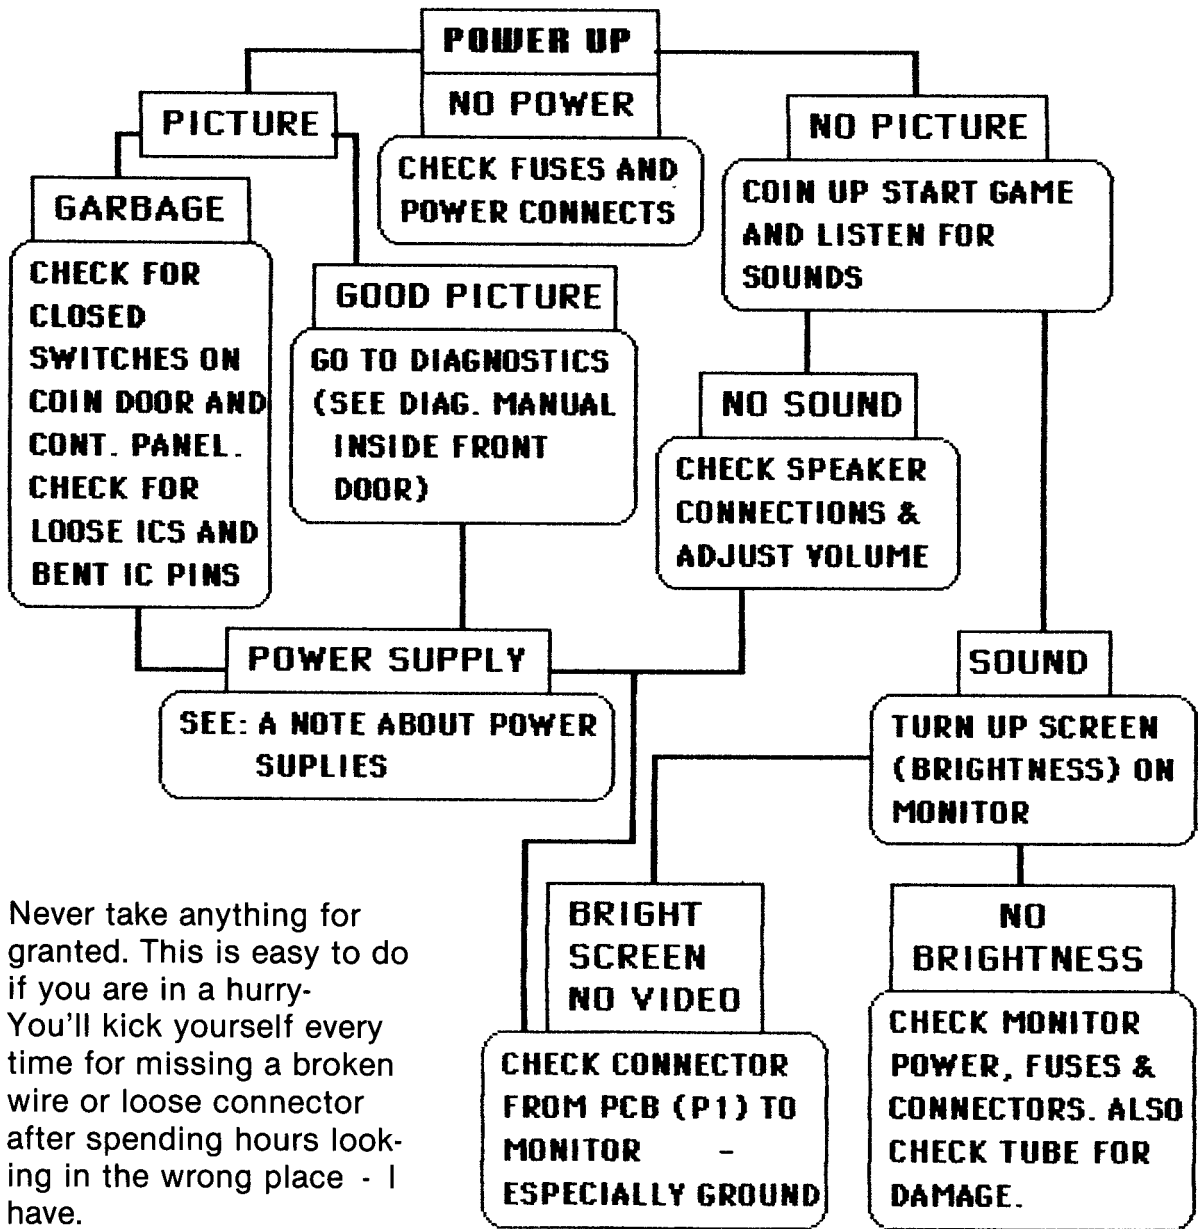 POWER UP
NO POWER
CHECK FUSES AND
POWER CONNECTS
PICTURE
GARBAGE
CHECK FOR
CLOSED
SWITCHES ON
COIN DOOR AND
CONT. PANEL.
CHECK FOR
LOOSE ICS AND
BENT IC PINS
GOOD PICTURE
GO TO DIAGNOSTICS
(SEE DIAG. MANUAL
INSIDE FRONT
DOOR)
NO PICTURE
COIN UP START GAME
AND LISTEN FOR
SOUNDS
NO SOUND
CHECK SPEAKER
CONNECTIONS &
ADJUST VOLUME
POWER SUPPLY
SEE: A NOTE ABOUT POWER
SUPLIES
SOUND
TURN UP SCREEN
(BRIGHTNESS) ON
MONITOR
BRIGHT
SCREEN
NO VIDEO
CHECK CONNECTOR
FROM PCB (P1) TO
MONITOR -
ESPECIALLY GROUND
NO
BRIGHTNESS
CHECK MONITOR
POWER, FUSES &
CONNECTORS. ALSO
CHECK TUBE FOR
DAMAGE.
Never take anything for
granted. This is easy to do
if you are in a hurry-
You'll kick yourself every
time for missing a broken
wire or loose connector
after spending hours look-
ing in the wrong place - I
have.